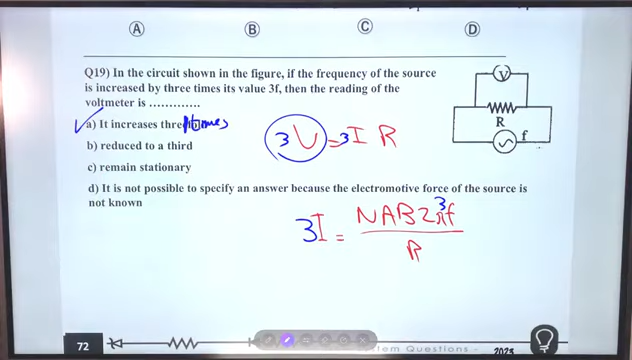 A B C D
Q19) In the circuit shown in the figure, if the frequency of the source
is increased by three times its value 3f, then the reading of the
voltmeter is .............
a) It increases three times
b) reduced to a third
c) remain stationary
d) It is not possible to specify an answer because the electromotive force of the source is
not known
V
R
f
3V = 3I R
3I = NAB2π3f
R
72
tem Questions - 2023